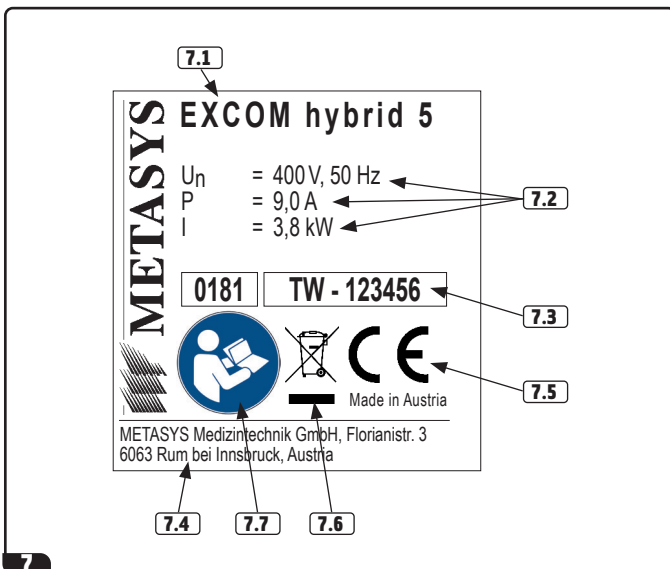 7.1
METASYS
EXCOM hybrid 5
Un = 400 V, 50 Hz
P = 9,0 A
I = 3,8 kW
7.2
0181 TW - 123456
7.3
CE
7.5
Made in Austria
METASYS Medizintechnik GmbH, Florianistr. 3
6063 Rum bei Innsbruck, Austria
7.4 7.7 7.6
7